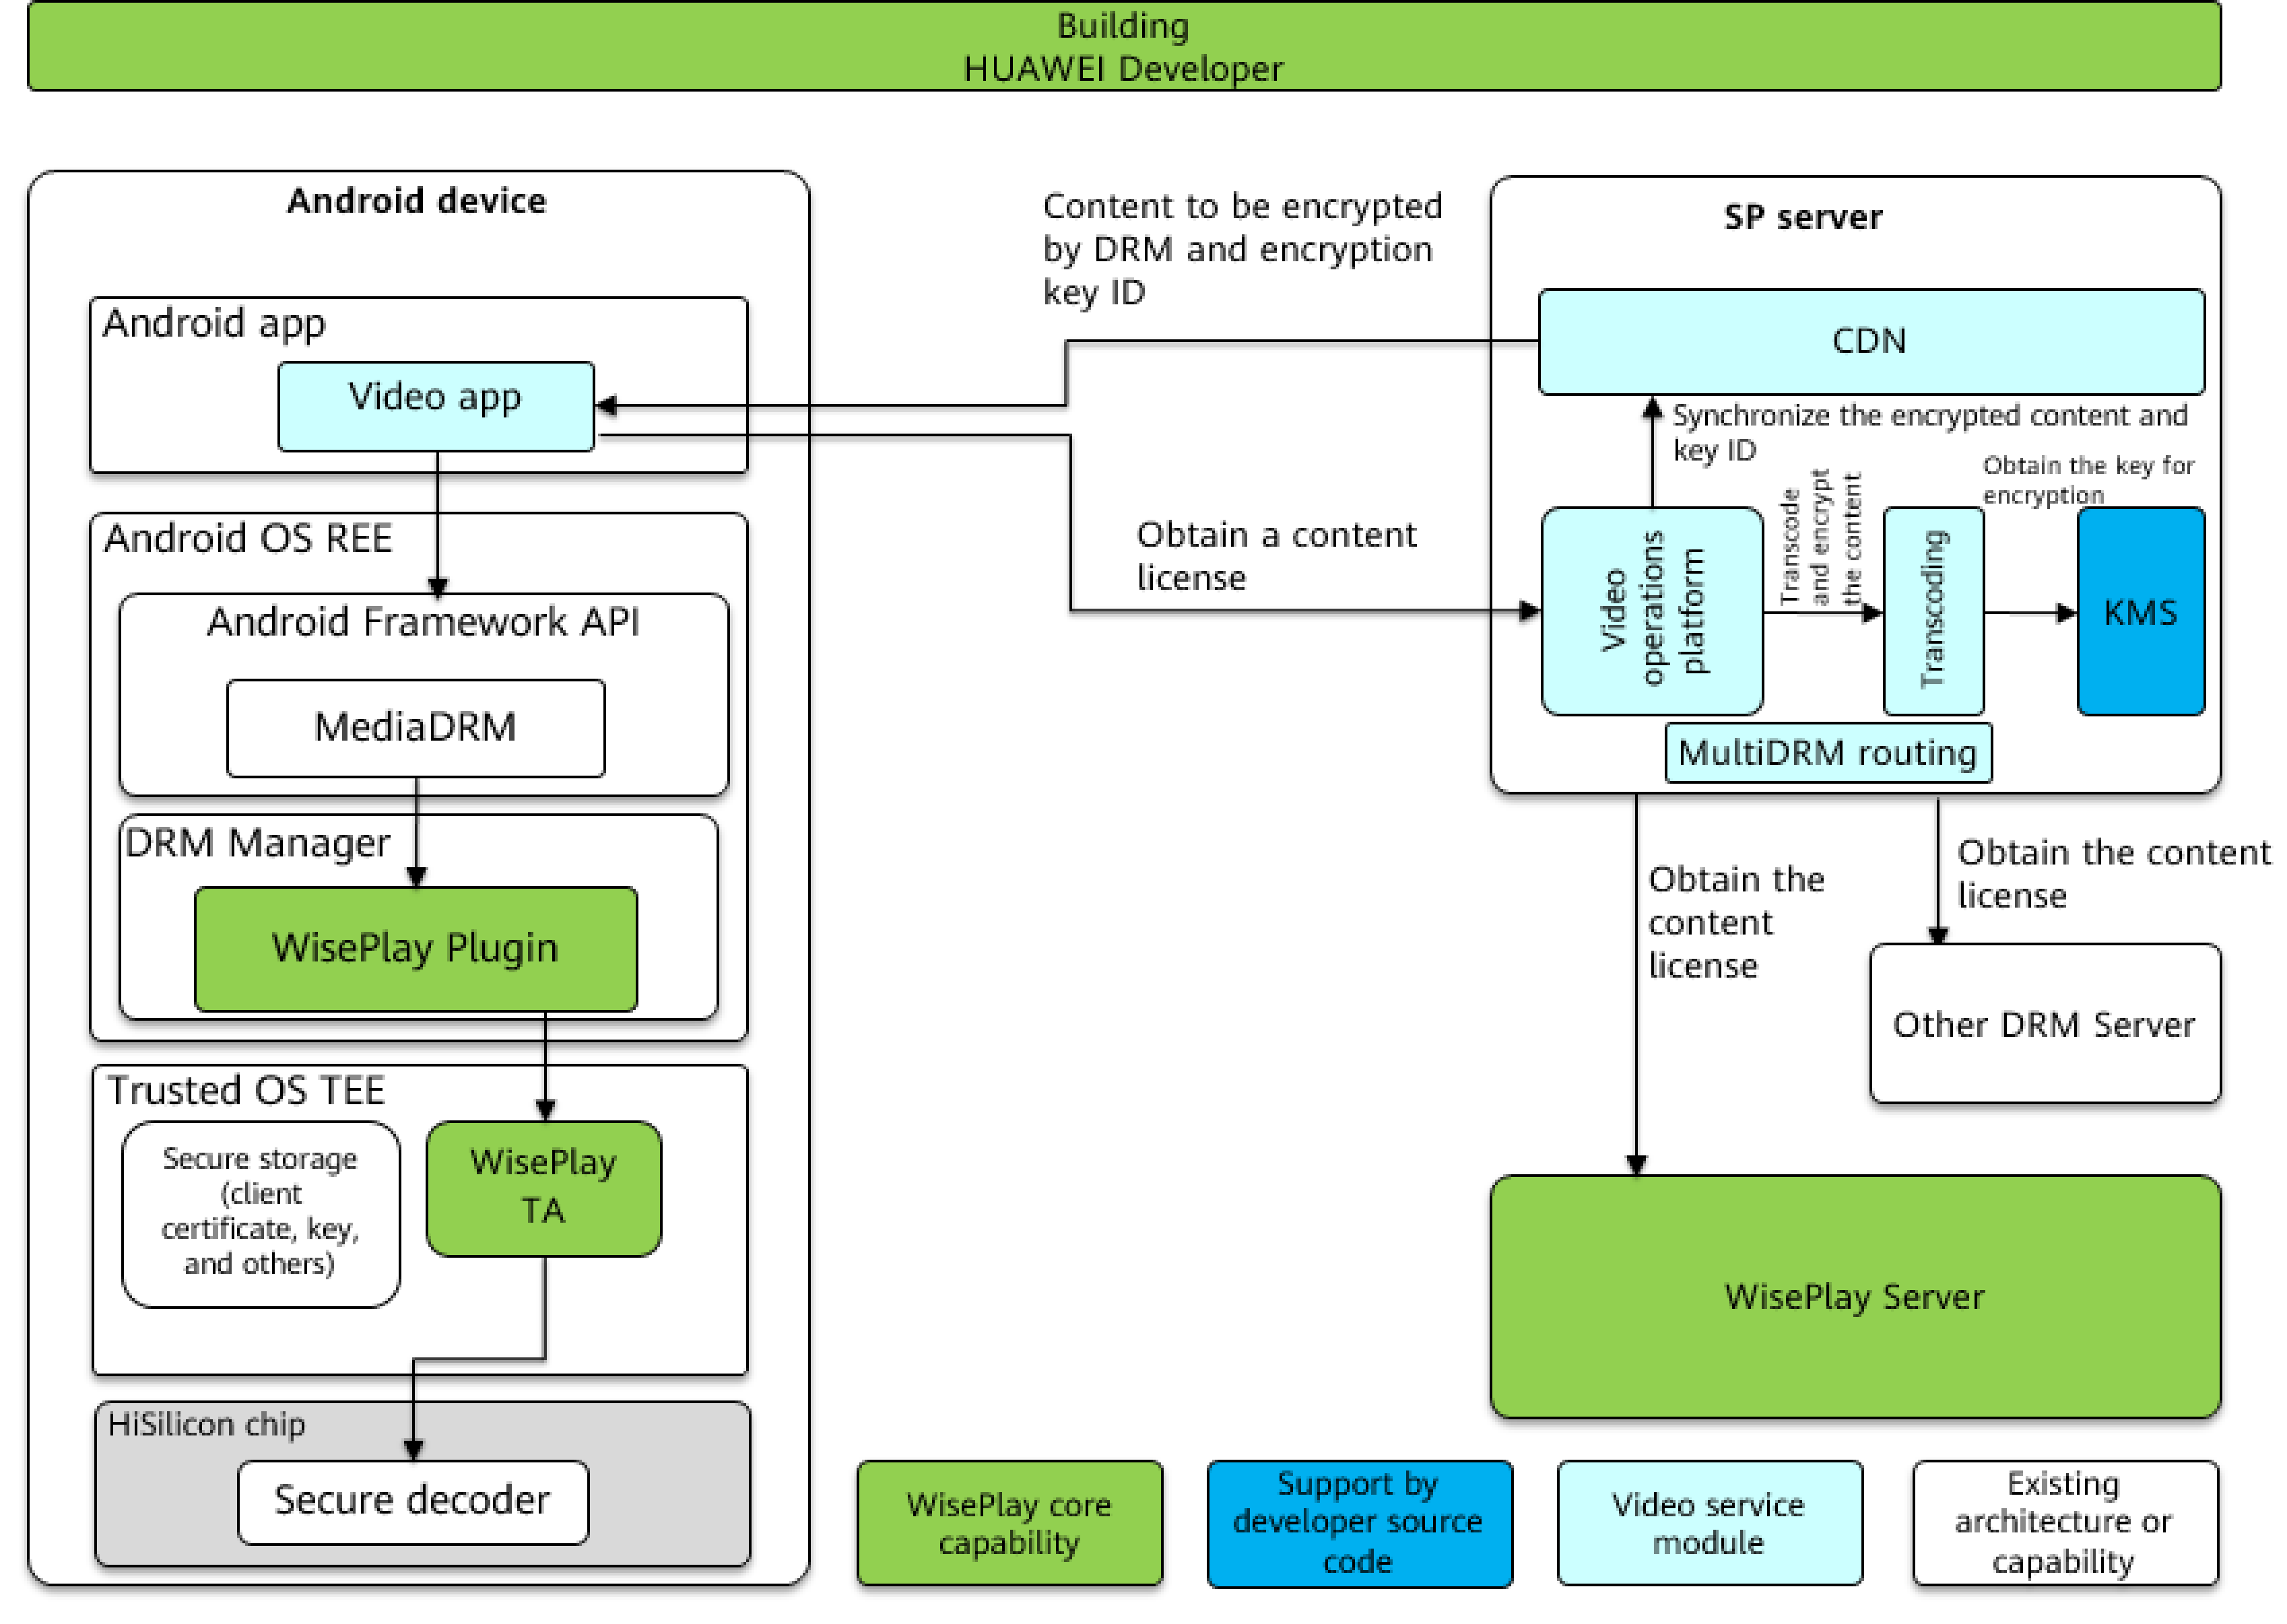 Building
HUAWEI Developer
Android device
Android app
Video app
Android OS REE
Android Framework API
MediaDRM
DRM Manager
WisePlay Plugin
Trusted OS TEE
Secure storage
(client
certificate, key,
and others)
WisePlay
TA
HiSilicon chip
Secure decoder
Content to be encrypted
by DRM and encryption
key ID
Obtain a content
license
SP server
CDN
Synchronize the encrypted content and
key ID
Obtain the key for
encryption
Video
operations
platform
Transcode
and encrypt
the content
Transcoding
KMS
MultiDRM routing
Obtain the
content
license
Obtain the content
license
Other DRM Server
WisePlay Server
WisePlay core
capability
Support by
developer source
code
Video service
module
Existing
architecture or
capability